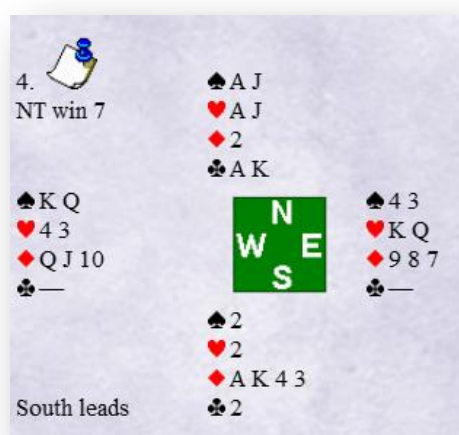 4.
NT win 7
♠ A J
♥ A J
♦ 2
♣ A K
♠ K Q
♥ 4 3
♦ Q J 10
♣ —
N
W E
S
♠ 4 3
♥ K Q
♦ 9 8 7
♣ —
♠ 2
♥ 2
♦ A K 4 3
♣ 2
South leads